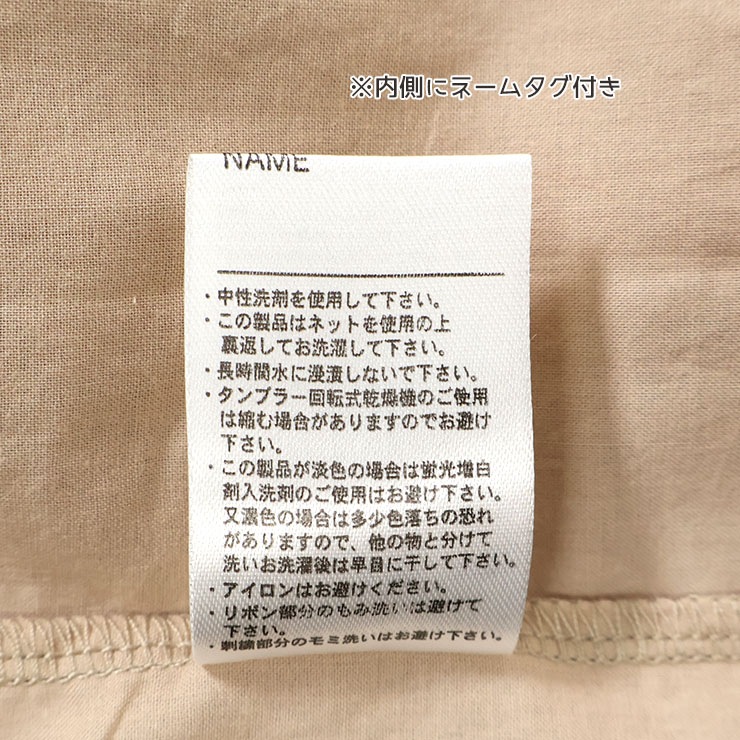 ※内側にネームタグ付き
NAME
・中性洗剤を使用して下さい。
・この製品はネットを使用の上
裏返してお洗濯して下さい。
・長時間水に浸漬しないで下さい。
・タンブラー回転式乾燥機のご使用
は縮む場合がありますのでお避け
下さい。
・この製品が淡色の場合は蛍光増白
剤入洗剤のご使用はお避け下さい。
又濃色の場合は多少色落ちの恐れ
がありますので、他の物と分けて
洗いお洗濯後は早目に干して下さい。
・アイロンはお避けください。
・リボン部分のもみ洗いは避けて
下さい。
・刺繍部分のモミ洗いはお避け下さい。